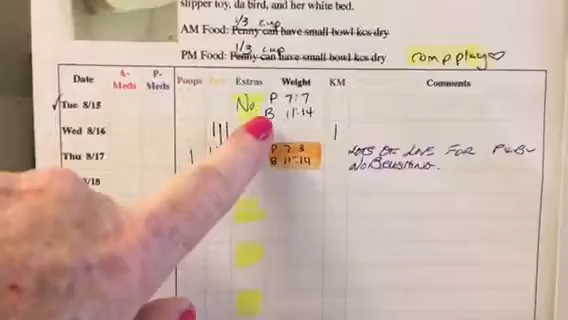 slipper toy, da bird, and her white bed.
1/3 cup
AM Food: Penny can have small bowl kcs dry
1/3 cup
PM Food: Penny can have small bowl kcs dry
comp play
Date A-Meds P-Meds Poops Extras Weight KM Comments
Tue 8/15 No. P 7:7
B 11:14
Wed 8/16 ||| |
Thu 8/17 | P 7 3 LOTS OF LOVE FOR P&B
B 11:14 NO BRUSHING.
/18